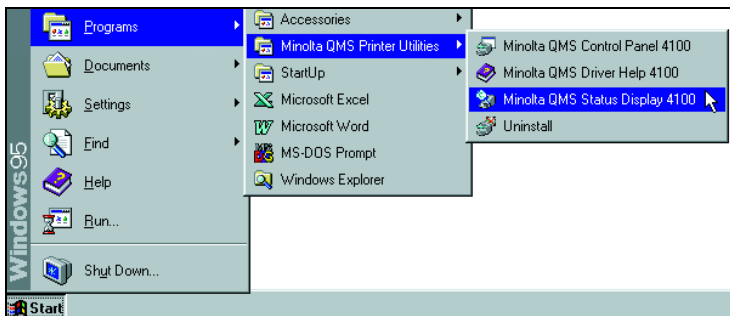 Programs
Documents
Settings
Find
Help
Run...
Shut Down...
Windows95
Start
Accessories
Minolta QMS Printer Utilities
StartUp
Microsoft Excel
Microsoft Word
MS-DOS Prompt
Windows Explorer
Minolta QMS Control Panel 4100
Minolta QMS Driver Help 4100
Minolta QMS Status Display 4100
Uninstall